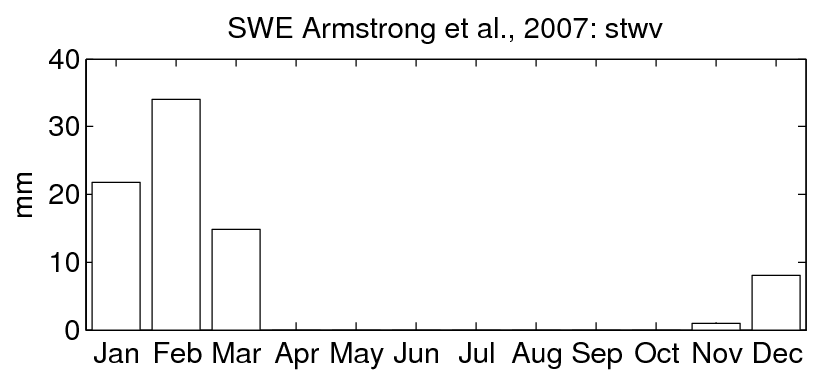 SWE Armstrong et al., 2007: stwv
40
30
20
10
0
mm
Jan Feb Mar Apr May Jun Jul Aug Sep Oct Nov Dec